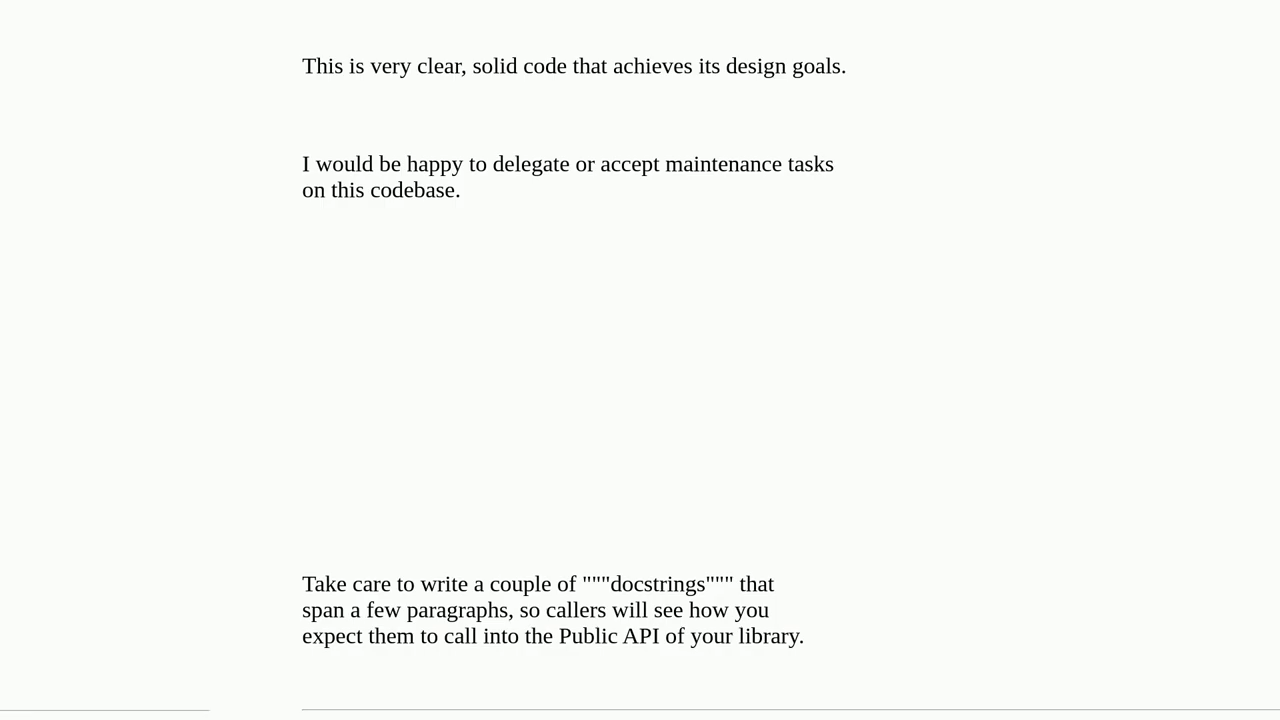 This is very clear, solid code that achieves its design goals.
I would be happy to delegate or accept maintenance tasks
on this codebase.
Take care to write a couple of """docstrings""" that
span a few paragraphs, so callers will see how you
expect them to call into the Public API of your library.